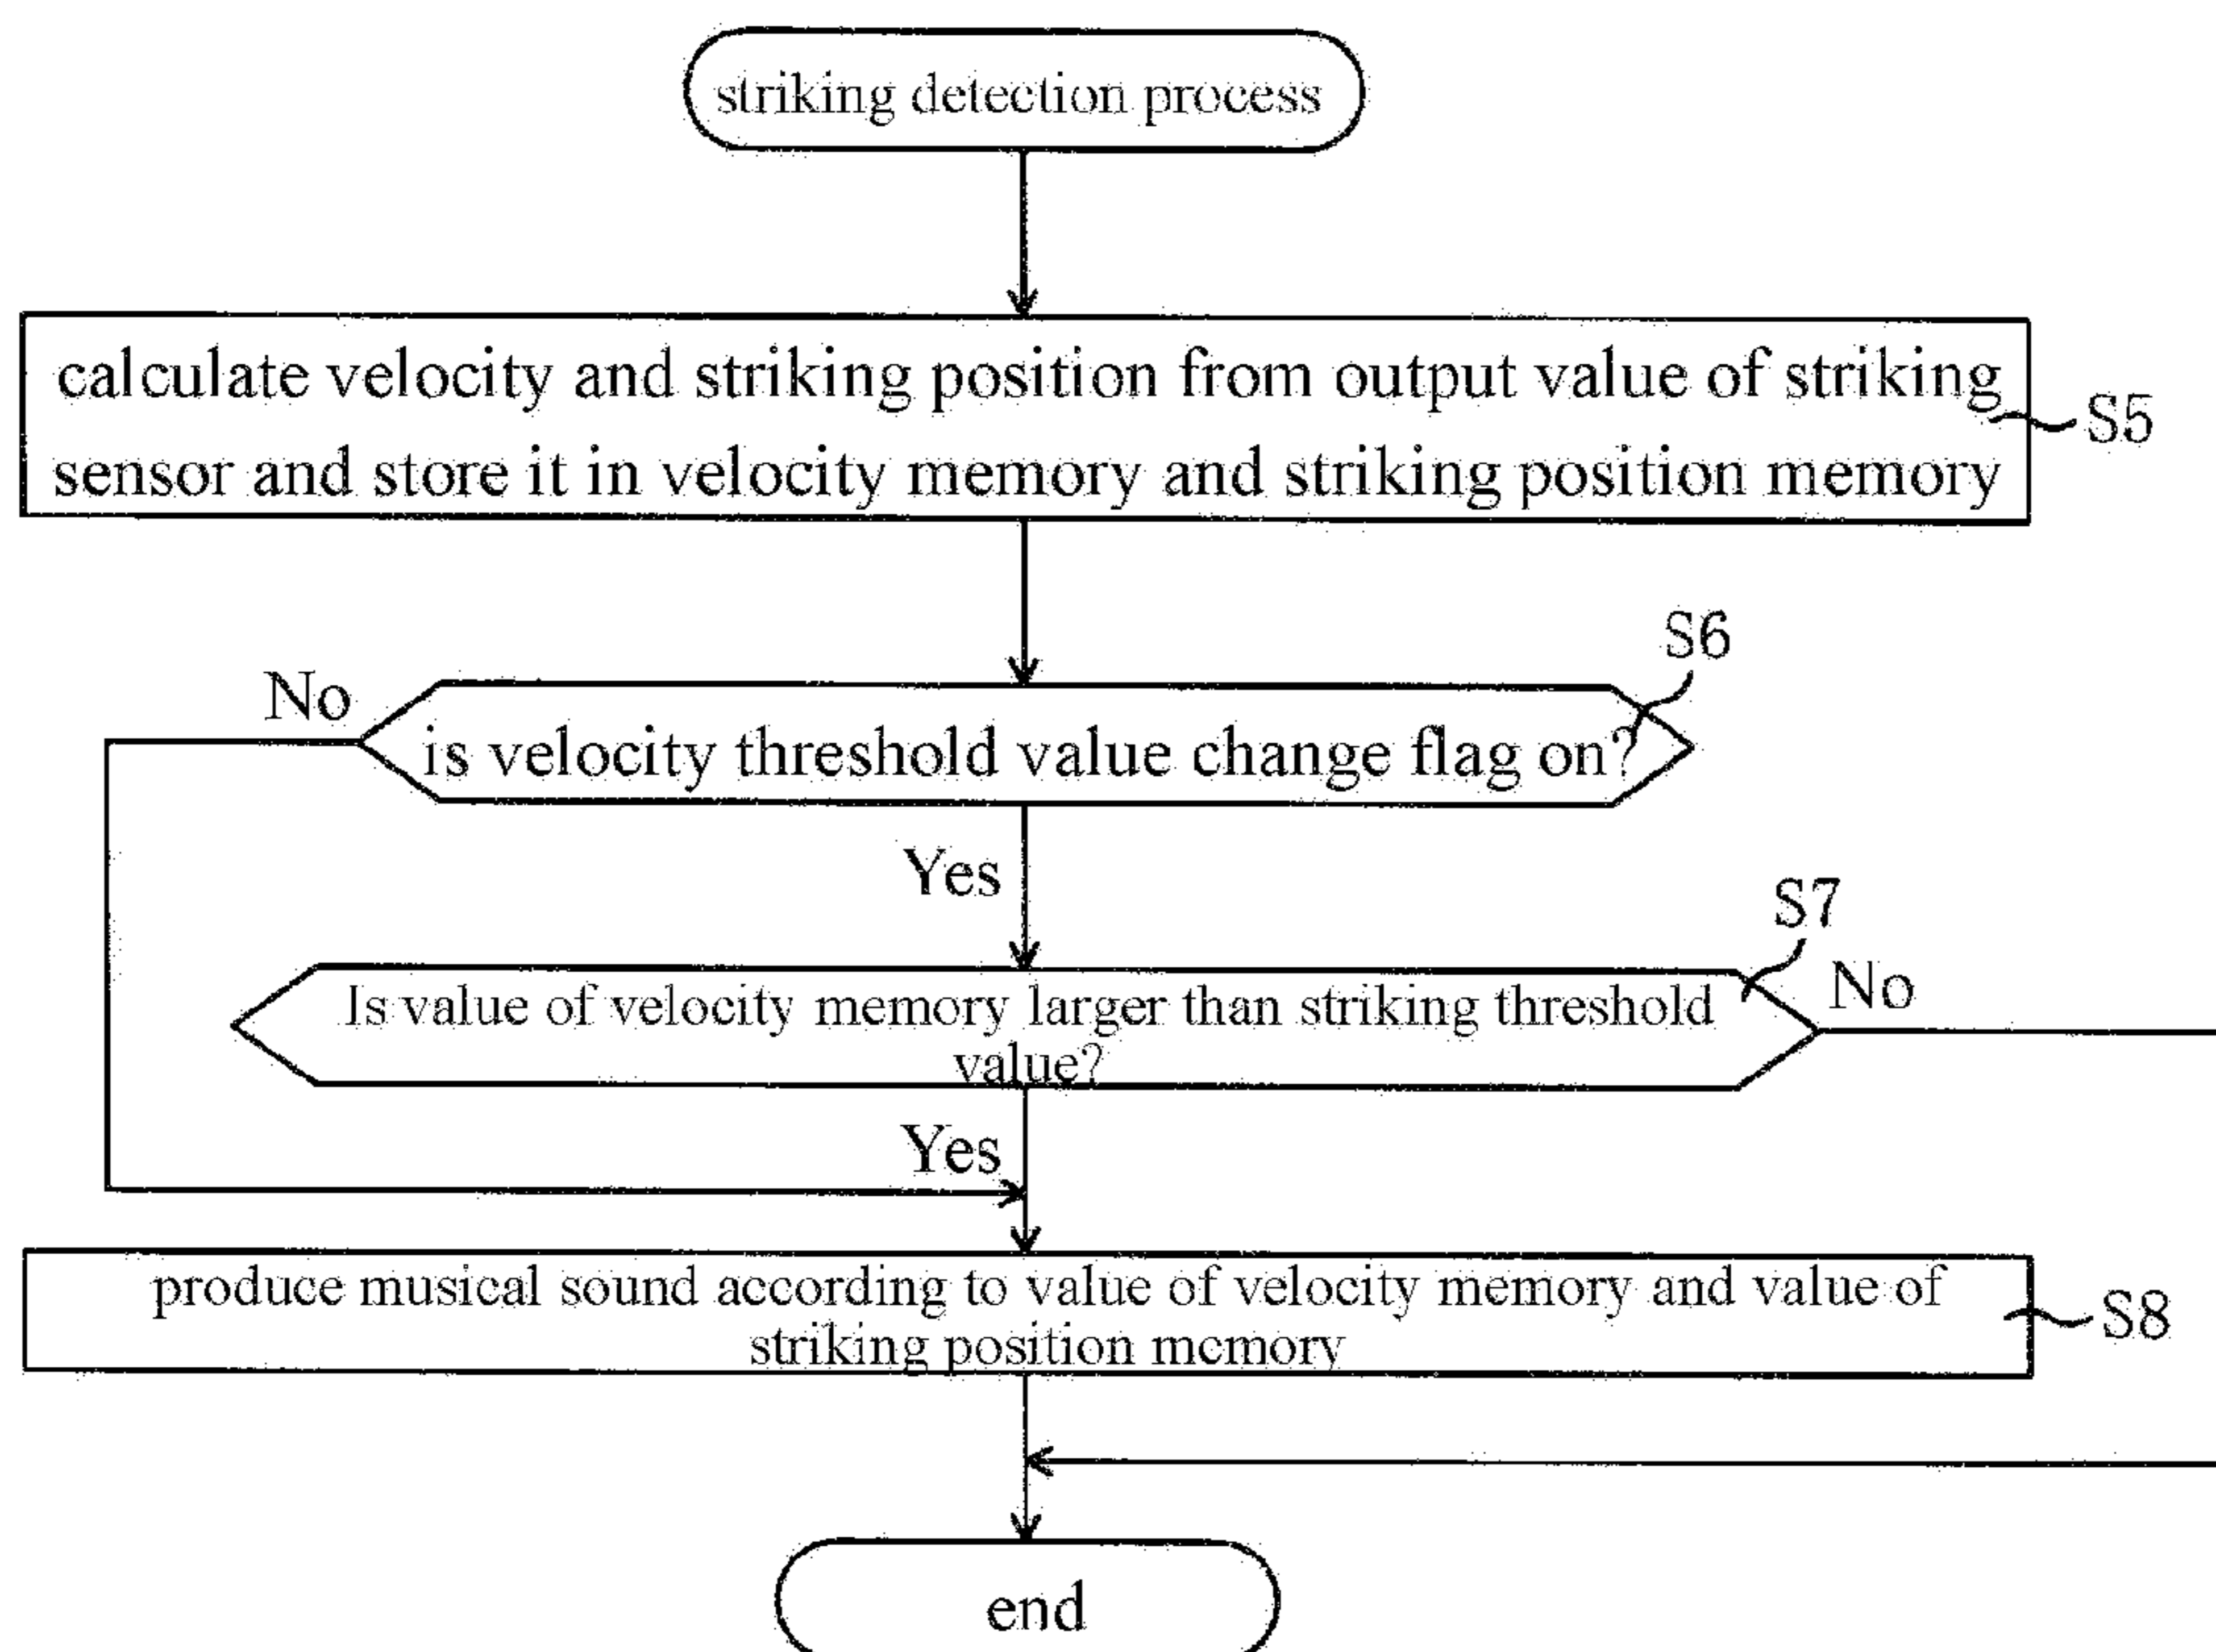 striking detection process
calculate velocity and striking position from output value of striking
sensor and store it in velocity memory and striking position memory
S5
S6
No
is velocity threshold value change flag on?
Yes
S7
No
Is value of velocity memory larger than striking threshold
value?
Yes
produce musical sound according to value of velocity memory and value of
striking position memory
S8
end